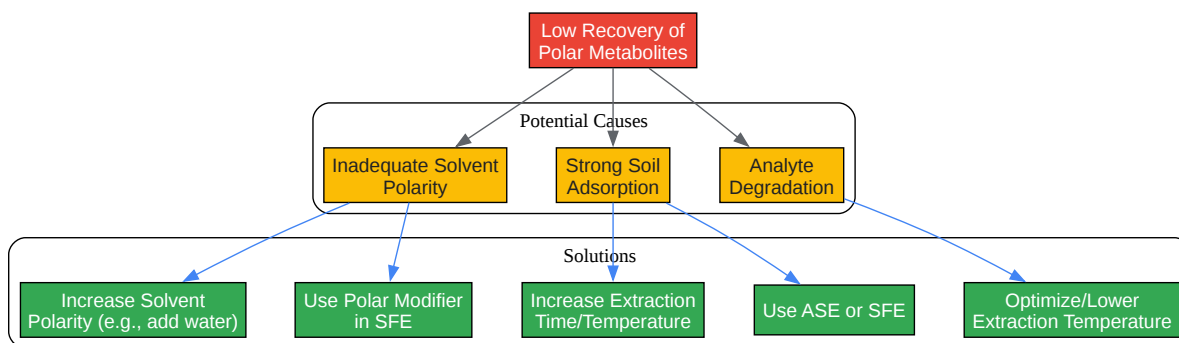 Low Recovery of
Polar Metabolites
Potential Causes
Inadequate Solvent
Polarity
Strong Soil
Adsorption
Analyte
Degradation
Solutions
Increase Solvent
Polarity (e.g., add water)
Use Polar Modifier
in SFE
Increase Extraction
Time/Temperature
Use ASE or SFE
Optimize/Lower
Extraction Temperature